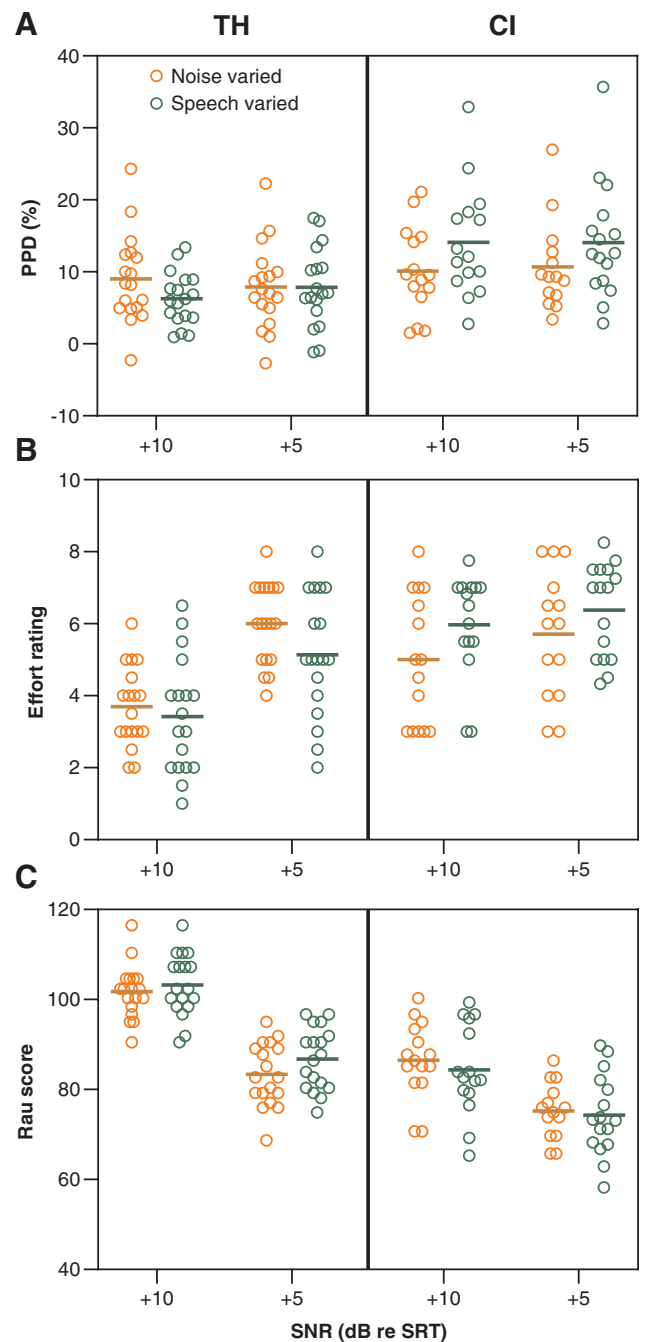 A
TH
CI
Noise varied
Speech varied
PPD (%)
40
30
20
10
0
-10
+10
+5
+10
+5
B
Effort rating
10
8
6
4
2
0
+10
+5
+10
+5
C
Rau score
120
100
80
60
40
+10
+5
+10
+5
SNR (dB re SRT)